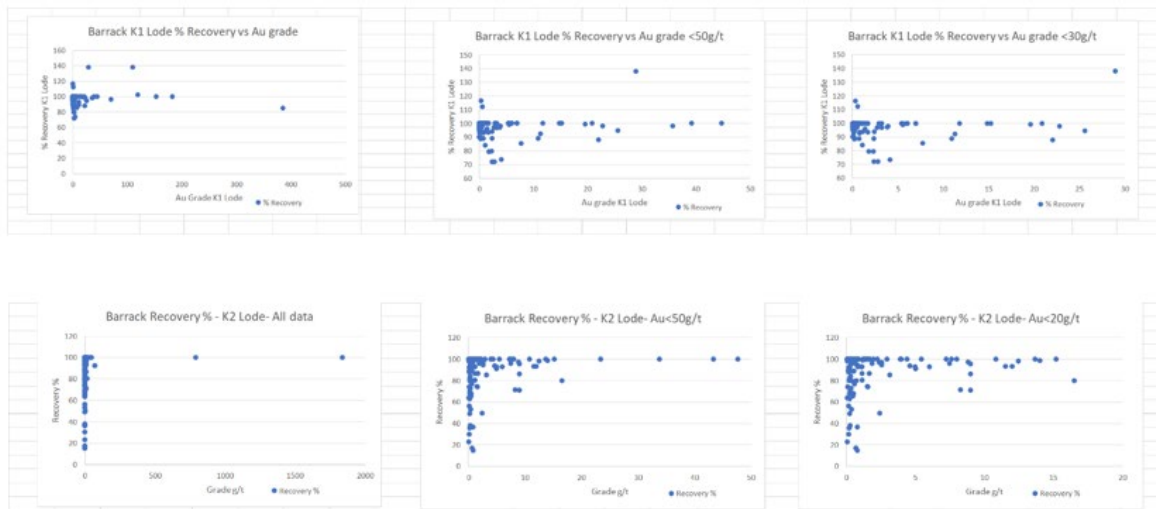 Barrack K1 Lode % Recovery vs Au grade
% Recovery K1 Lode
160
140
120
100
80
60
40
20
0
0 100 200 300 400 500
Au Grade K1 Lode
% Recovery
Barrack K1 Lode % Recovery vs Au grade <50g/t
% Recovery K1 Lode
150
140
130
120
110
100
90
80
70
60
0 10 20 30 40 50
Au grade K1 Lode
% Recovery
Barrack K1 Lode % Recovery vs Au grade <30g/t
% Recovery K1 Lode
150
140
130
120
110
100
90
80
70
60
0 5 10 15 20 25 30
Au grade K1 Lode
% Recovery
Barrack Recovery % - K2 Lode- All data
Recovery %
120
100
80
60
40
20
0
0 500 1000 1500 2000
Grade g/t
Recovery %
Barrack Recovery % - K2 Lode- Au<50g/t
Recovery %
120
100
80
60
40
20
0
0 10 20 30 40 50
Grade g/t
Recovery %
Barrack Recovery % - K2 Lode- Au<20g/t
Recovery %
120
100
80
60
40
20
0
0 5 10 15 20
Grade g/t
Recovery %